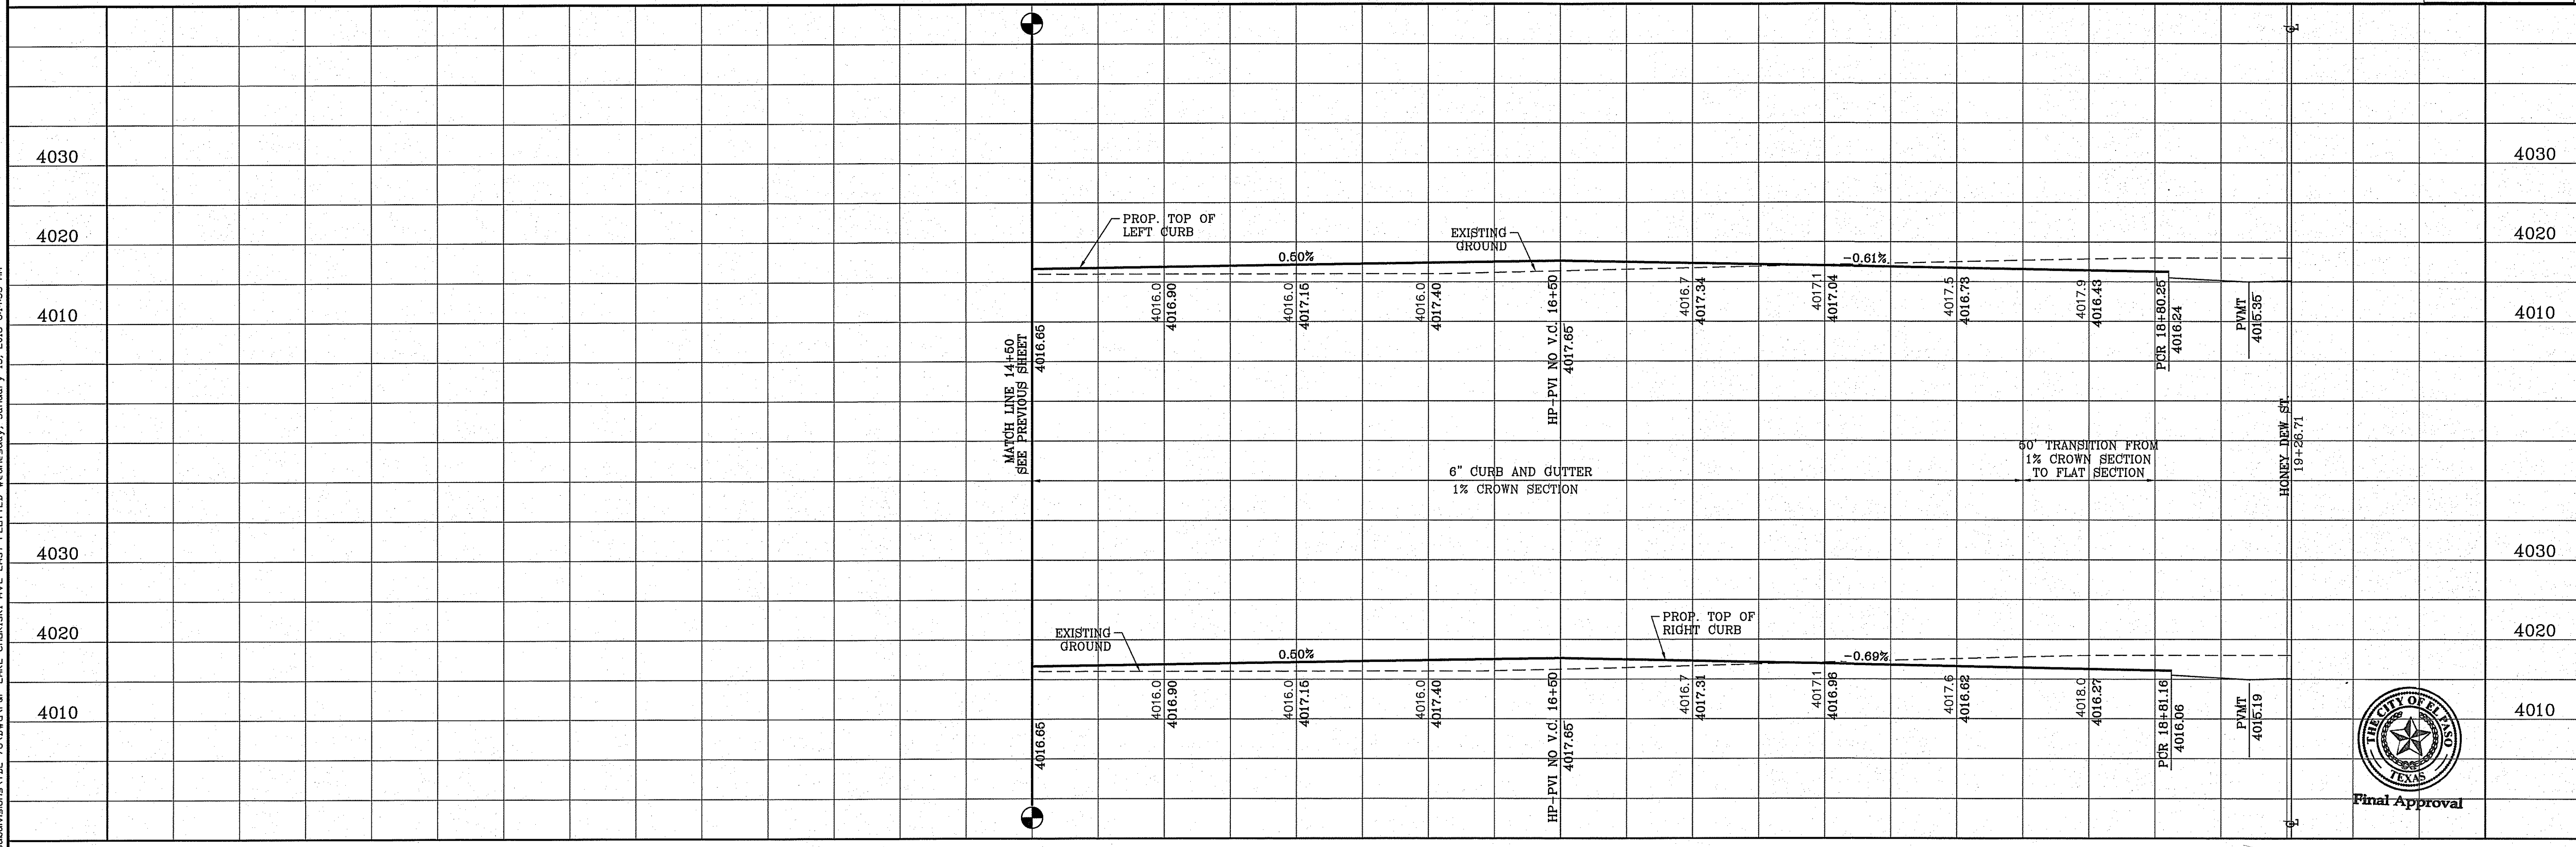 4030
4030
4020
4020
4010
4010
PROP. TOP OF
LEFT CURB
EXISTING
GROUND
0.50%
-0.61%
MATCH LINE 14+50
SEE PREVIOUS SHEET
4016.65
4016.0
4016.90
4016.0
4017.15
4016.0
4017.40
HP-PVI NO V.C. 16+50
4017.65
4016.7
4017.34
4017.1
4017.04
4017.5
4016.73
4017.9
4016.43
PCR 18+80.25
4016.24
PVMT
4015.35
HONEY DEW ST.
19+26.71
6" CURB AND GUTTER
1% CROWN SECTION
50' TRANSITION FROM
1% CROWN SECTION
TO FLAT SECTION
4030
4030
4020
4020
4010
4010
EXISTING
GROUND
0.50%
PROP. TOP OF
RIGHT CURB
-0.69%
4016.65
4016.0
4016.90
4016.0
4017.15
4016.0
4017.40
HP-PVI NO V.C. 16+50
4017.65
4016.7
4017.31
4017.1
4016.96
4017.6
4016.62
4018.0
4016.27
PCR 18+81.16
4016.06
PVMT
4015.19
THE CITY OF EL PASO
TEXAS
Final Approval